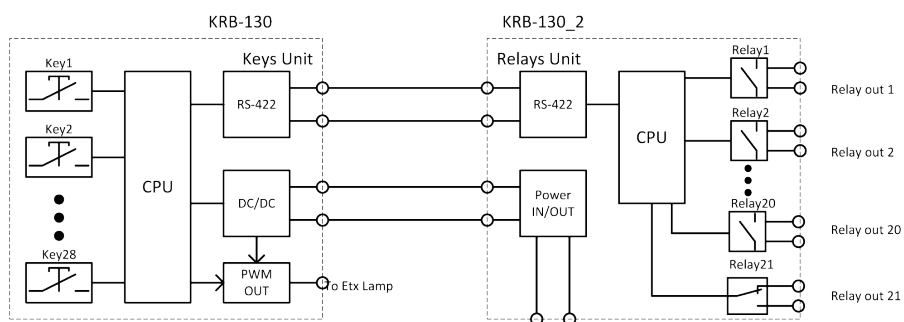 KRB-130
KRB-130_2
Keys Unit
Relays Unit
Key1
Key2
Key28
CPU
RS-422
DC/DC
PWM
OUT
To Etx Lamp
RS-422
Power
IN/OUT
CPU
Relay1
Relay out 1
Relay2
Relay out 2
Relay20
Relay out 20
Relay21
Relay out 21